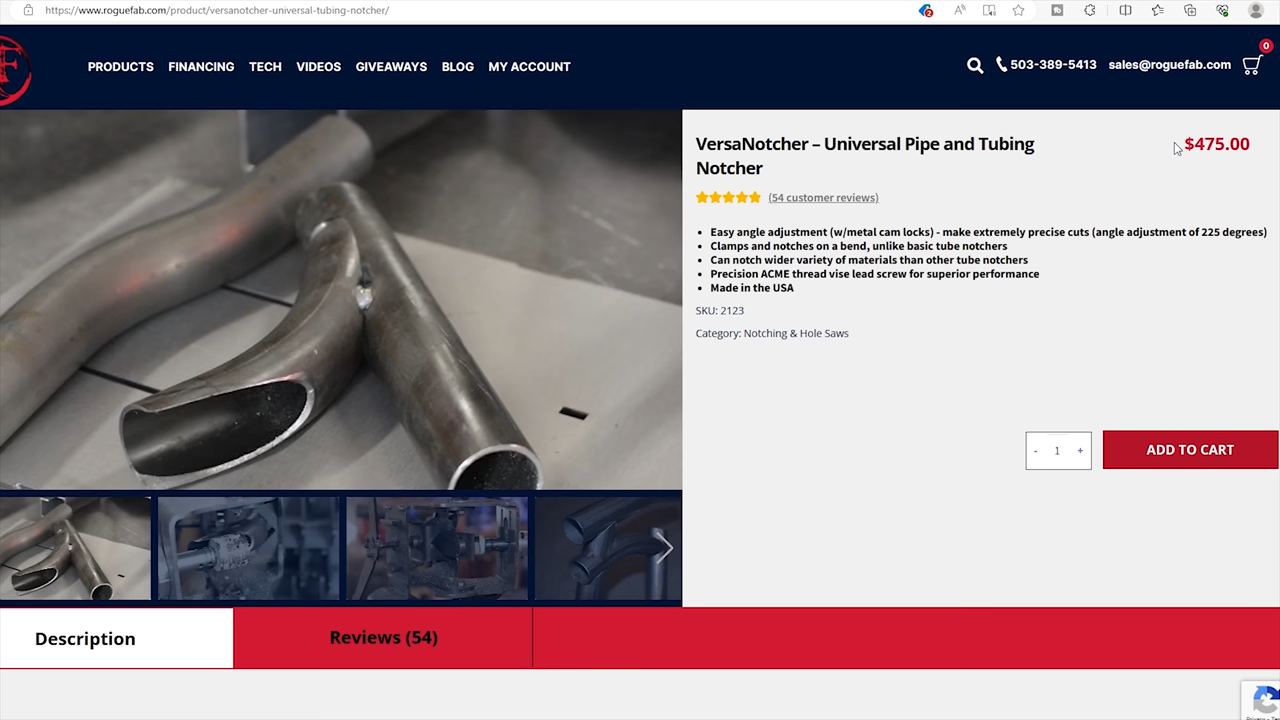 https://www.roguefab.com/product/versanotcher-universal-tubing-notcher/
2
F
PRODUCTS FINANCING TECH VIDEOS GIVEAWAYS BLOG MY ACCOUNT
503-389-5413 sales@roguefab.com 0
VersaNotcher – Universal Pipe and Tubing
Notcher
$475.00
(54 customer reviews)
Easy angle adjustment (w/metal cam locks) - make extremely precise cuts (angle adjustment of 225 degrees)
Clamps and notches on a bend, unlike basic tube notchers
Can notch wider variety of materials than other tube notchers
Precision ACME thread vise lead screw for superior performance
Made in the USA
SKU: 2123
Category: Notching & Hole Saws
- 1 +
ADD TO CART
Description
Reviews (54)